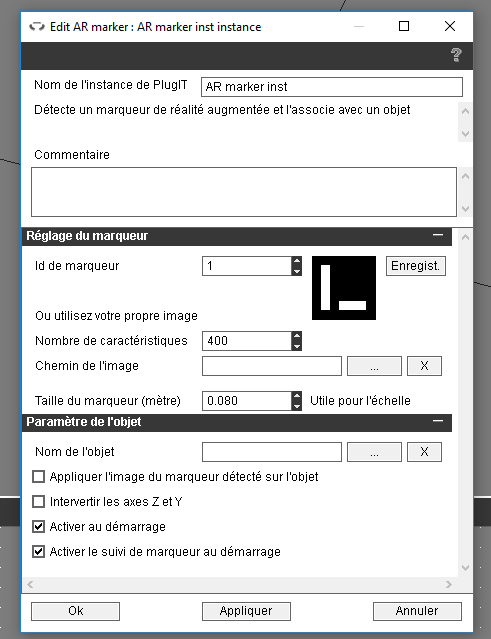 Edit AR marker : AR marker inst instance
?
Nom de l'instance de PlugIT AR marker inst
Détecte un marqueur de réalité augmentée et l'associe avec un objet
Commentaire
Réglage du marqueur
Id de marqueur 1 Enregist.
Ou utilisez votre propre image
Nombre de caractéristiques 400
Chemin de l'image ... X
Taille du marqueur (mètre) 0.080 Utile pour l'échelle
Paramètre de l'objet
Nom de l'objet ... X
Appliquer l'image du marqueur détecté sur l'objet
Intervertir les axes Z et Y
Activer au démarrage
Activer le suivi de marqueur au démarrage
Ok Appliquer Annuler